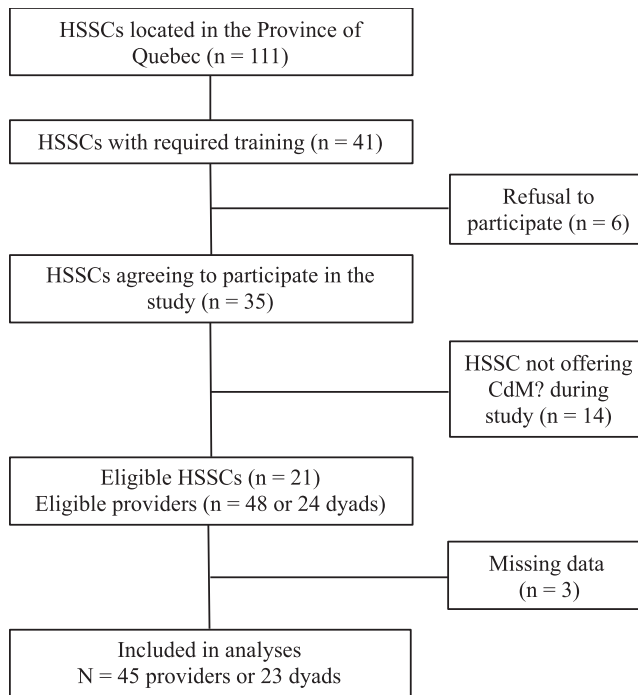 HSSCs located in the Province of
Quebec (n = 111)
HSSCs with required training (n = 41)
Refusal to
participate (n = 6)
HSSCs agreeing to participate in the
study (n = 35)
HSSC not offering
CdM? during
study (n = 14)
Eligible HSSCs (n = 21)
Eligible providers (n = 48 or 24 dyads)
Missing data
(n = 3)
Included in analyses
N = 45 providers or 23 dyads